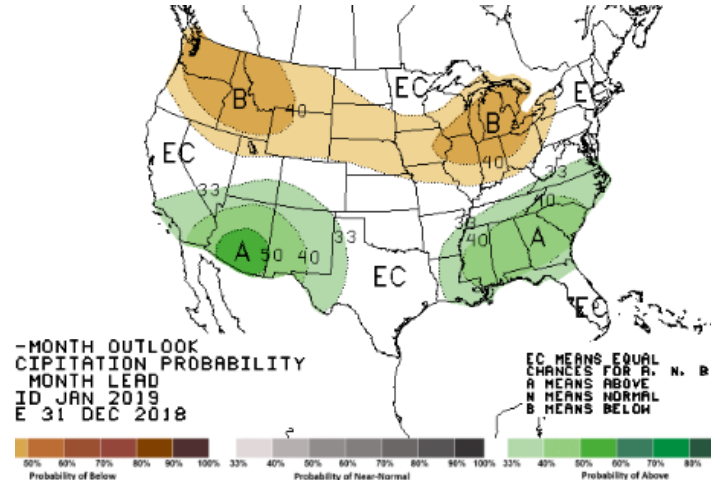 EC
B
EC
B
40
40
EC
33
33
40
33
40
33
A
50
40
EC
A
EC
-MONTH OUTLOOK
CIPITATION PROBABILITY
MONTH LEAD
ID JAN 2019
E 31 DEC 2018
EC MEANS EQUAL
CHANCES FOR A, N, B
A MEANS ABOVE
N MEANS NORMAL
B MEANS BELOW
50% 60% 70% 80% 90% 100%
Probability of Below
33% 40% 50% 60% 70% 80% 90% 100%
Probability of Near-Normal
33% 40% 50% 60% 70% 80%
Probability of Above